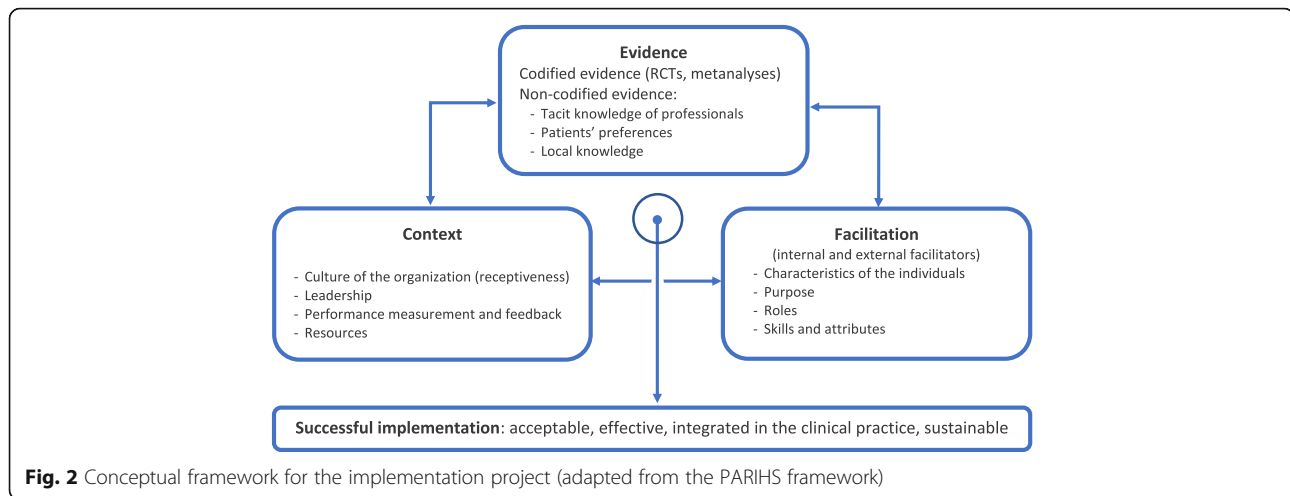 Evidence
Codified evidence (RCTs, metanalyses)
Non-codified evidence:
- Tacit knowledge of professionals
- Patients’ preferences
- Local knowledge
Context
- Culture of the organization (receptiveness)
- Leadership
- Performance measurement and feedback
- Resources
Facilitation
(internal and external facilitators)
- Characteristics of the individuals
- Purpose
- Roles
- Skills and attributes
Successful implementation: acceptable, effective, integrated in the clinical practice, sustainable
Fig. 2 Conceptual framework for the implementation project (adapted from the PARIHS framework)